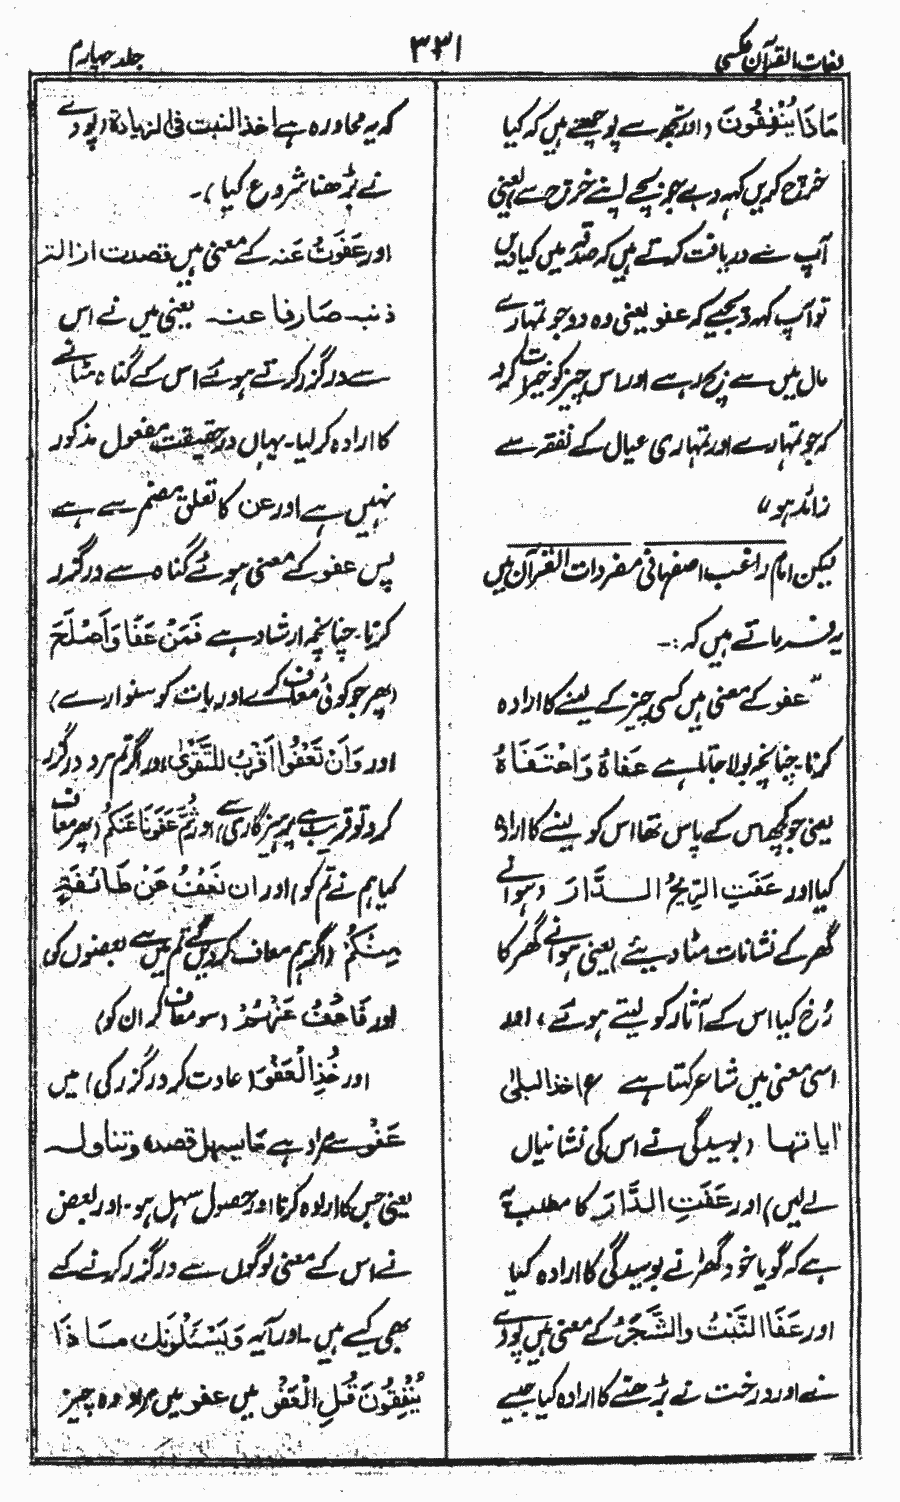 لغات القرآن عکسی
۳۳۱
جلد چہارم
مَاذَا یُنْفِقُونَ (اور تجھ سے پوچھتے ہیں کہ کیا
خرچ کریں کہہ دیجئے جو بچے اپنے خرچ سے) یعنی
آپ سے دریافت کرتے ہیں کہ صدقہ میں کیا دیں
تو آپ کہہ دیجئے کہ عفو یعنی وہ دو جو تمہارے
مال میں سے بچ رہے اور اس چیز کو خیرات کرو
کہ جو تمہارے اور تمہاری عیال کے نفقہ سے
زائد ہو“
لیکن امام راغب اصفہانی مفردات القرآن میں
یہ فرماتے ہیں کہ :۔
”عفو کے معنی ہیں کسی چیز کے لینے کا ارادہ
کرنا۔ چنانچہ بولا جاتا ہے عَفَاہُ وَاعْتَفَاہُ
یعنی جو کچھ اس کے پاس تھا اس کو لینے کا ارادہ
کیا اور عَفَتِ الرِّیْحُ الدَّارَ (ہوا نے
گھر کے نشانات مٹا دیئے) یعنی ہوا نے گھر کا
رُخ کیا اس کے آثار کو لیتے ہوئے، اور
اسی معنی میں شاعر کہتا ہے ع اخذ البلیٰ
اٰیاتہا (بوسیدگی نے اس کی نشانیاں
لے لیں) اور عَفَتِ الدَّارَ کا مطلب یہ
ہے کہ گویا خود گھر نے بوسیدگی کا ارادہ کیا
اور عَفَا النَّبْتُ والشَّجَرُ کے معنی ہیں پودے
نے اور درخت نے بڑھنے کا ارادہ کیا جیسے
کہ یہ محاورہ ہے اخذ النبت فی الزیادۃ (پودے
نے بڑھنا شروع کیا)۔
اور عَفَوْتُ عَنہ کے معنی ہیں قصدت ازالۃ
ذنبہ صَارفا عنہ یعنی میں نے اس
سے درگزر کرتے ہوئے اس کے گناہ مٹانے
کا ارادہ کر لیا۔ یہاں درحقیقت مفعول مذکور
نہیں ہے اور عن کا تعلق مضمر سے ہے
پس عفو کے معنی ہوئے گناہ سے درگزر
کرنا۔ چنانچہ ارشاد ہے فَمَنْ عَفَا وَاَصْلَحَ
(پھر جو کوئی معاف کرے اور بات کو سنوارے)
اور وَاَنْ تَعْفُوا اَقْرَبُ لِلتَّقْوٰی (اور اگر تم مرد درگزر
کرو تو قریب ہے پرہیزگاری سے) اور ثُمَّ عَفَوْنَا عَنْکُمْ (پھر معاف
کیا ہم نے تم کو) اور ان نَعْفُ عَنْ طَائفَۃٍ
مِنْکُمْ (اگر ہم معاف کردیں گے تم میں سے بعضوں کو)
اور فَاعْفُ عَنْہُمْ (سو معاف کر ان کو)
اور خُذِ الْعَفْوَ (عادت کر درگزر کی) میں
عَفْو سے مراد ہے مَا یسہل قصدہ وتناولہ
یعنی جس کا ارادہ کرنا اور حصول سہل ہو۔ اور بعض
نے اس کے معنی لوگوں سے درگزر کرنے کے
بھی کیے ہیں۔ اور آیہ وَیَسْئَلُونَكَ مَاذَا
یُنْفِقُونَ قُلِ الْعَفْوَ میں عفو میں مراد وہ چیز